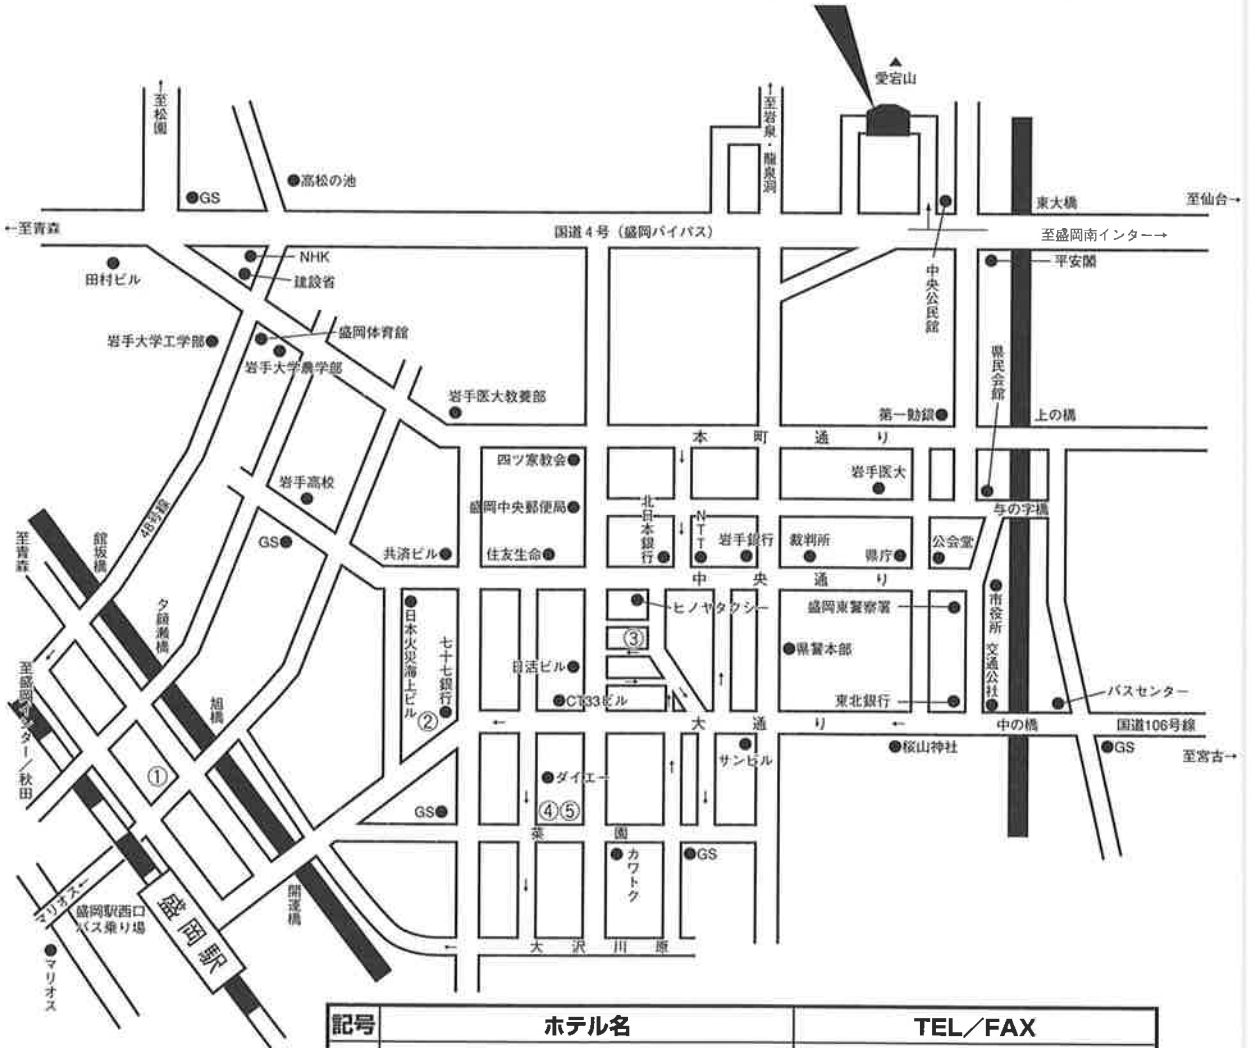 愛宕山
↑至松園
↑至岩泉・龍泉洞
高松の池
GS
東大橋
至仙台→
←至青森
国道4号(盛岡バイパス)
至盛岡南インター→
NHK
建設省
田村ビル
中央公民館
平安閣
岩手大学工学部
盛岡体育館
岩手大学農学部
県民会館
岩手医大教養部
第一勧銀
上の橋
本町通り
四ツ家教会
岩手医大
岩手高校
盛岡中央郵便局
北日本銀行
NTT
与の字橋
48号線
館坂橋
至青森
GS
共済ビル
住友生命
岩手銀行
裁判所
県庁
公会堂
中央通り
夕顔瀬橋
日本火災海上ビル
七十七銀行
②
ヒノヤタクシー
③
盛岡東警察署
市役所
県警本部
日活ビル
交通公社
至盛岡インター/秋田
旭橋
CT33ビル
東北銀行
バスセンター
大通り
中の橋
国道106号線
サンビル
桜山神社
GS
至宮古→
①
ダイエー
④⑤
GS
菜園
カワトク
GS
マリオス←
盛岡駅西口
バス乗り場
盛岡駅
開運橋
大沢川原
マリオス
記号 ホテル名 TEL/FAX